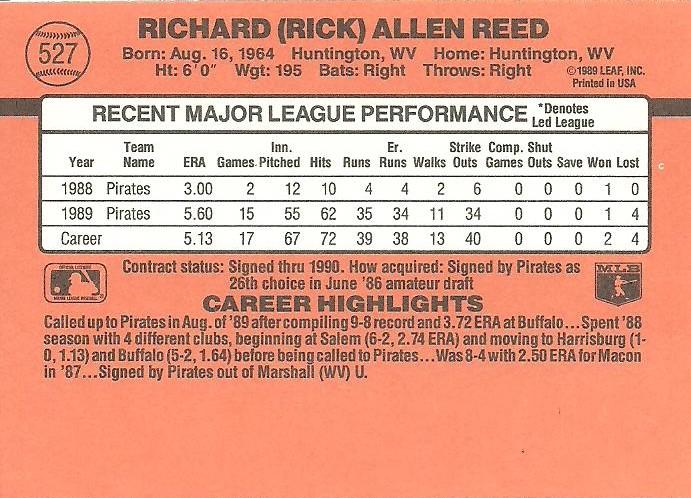 527
RICHARD (RICK) ALLEN REED
Born: Aug. 16, 1964 Huntington, WV Home: Huntington, WV
Ht: 6'0" Wgt: 195 Bats: Right Throws: Right ©1989 LEAF, INC.
Printed in USA
RECENT MAJOR LEAGUE PERFORMANCE *Denotes
Led League
Team Inn. Er. Strike Comp. Shut
Year Name ERA Games Pitched Hits Runs Runs Walks Outs Games Outs Save Won Lost
1988 Pirates 3.00 2 12 10 4 4 2 6 0 0 0 1 0
1989 Pirates 5.60 15 55 62 35 34 11 34 0 0 0 1 4
Career 5.13 17 67 72 39 38 13 40 0 0 0 2 4
c
Contract status: Signed thru 1990. How acquired: Signed by Pirates as
26th choice in June '86 amateur draft
MLB
CAREER HIGHLIGHTS
Called up to Pirates in Aug. of '89 after compiling 9-8 record and 3.72 ERA at Buffalo...Spent '88
season with 4 different clubs, beginning at Salem (6-2, 2.74 ERA) and moving to Harrisburg (1-
0, 1.13) and Buffalo (5-2, 1.64) before being called to Pirates...Was 8-4 with 2.50 ERA for Macon
in '87...Signed by Pirates out of Marshall (WV) U.